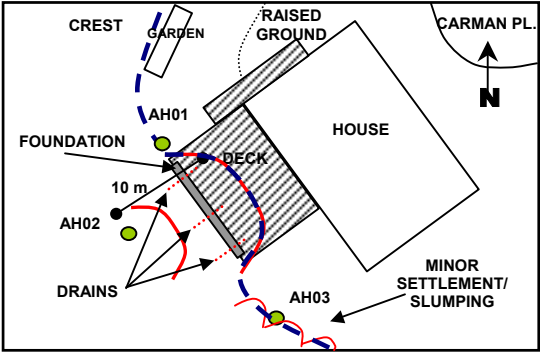 CREST
GARDEN
RAISED
GROUND
CARMAN PL.
N
AH01
FOUNDATION
DECK
HOUSE
10 m
AH02
DRAINS
AH03
MINOR
SETTLEMENT/
SLUMPING